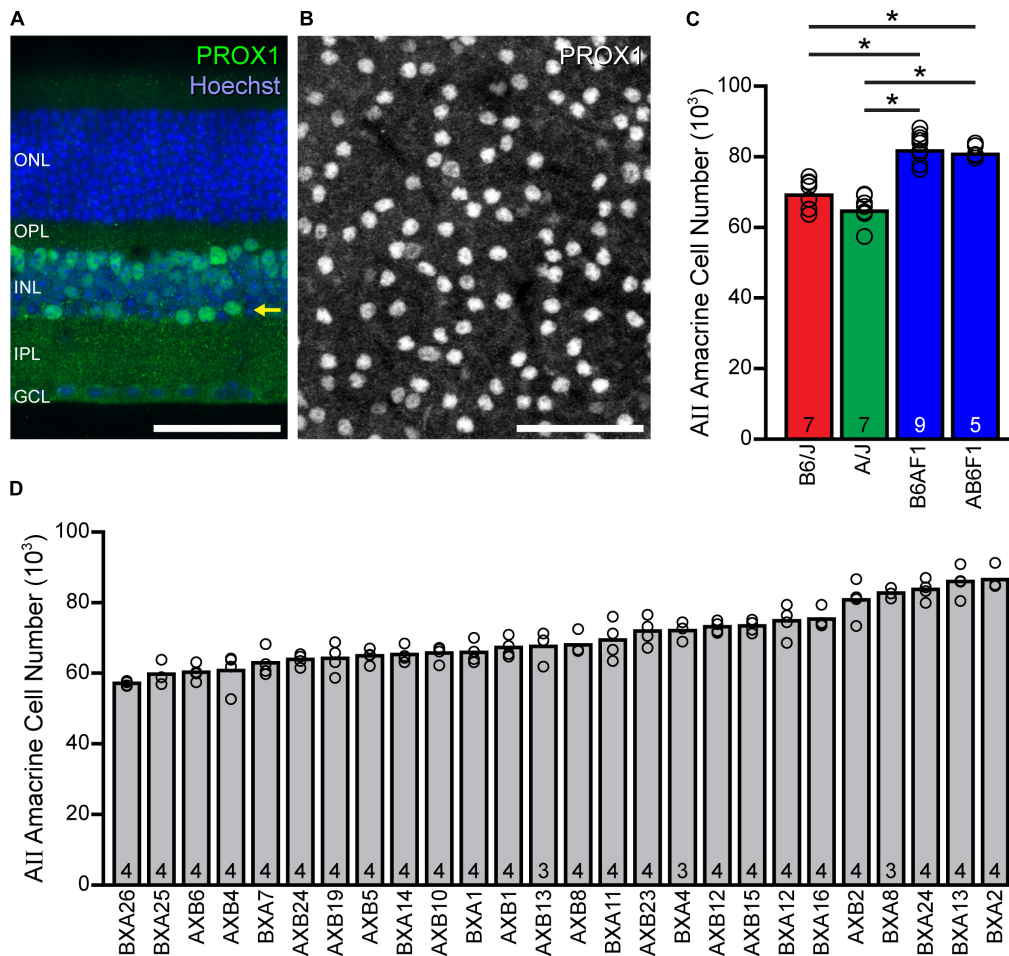 A
PROX1
Hoechst
ONL
OPL
INL
IPL
GCL
B
PROX1
C
*
*
*
*
AII Amacrine Cell Number (10³)
100
80
60
40
20
0
7
7
9
5
B6/J
A/J
B6AF1
AB6F1
D
AII Amacrine Cell Number (10³)
100
80
60
40
20
0
4 4 4 4 4 4 4 4 4 4 4 4 3 4 4 4 3 4 4 4 4 4 3 4 4 4
BXA26
BXA25
AXB6
AXB4
BXA7
AXB24
AXB19
AXB5
BXA14
AXB10
BXA1
AXB1
AXB13
AXB8
BXA11
AXB23
BXA4
AXB12
AXB15
BXA12
BXA16
AXB2
BXA8
BXA24
BXA13
BXA2